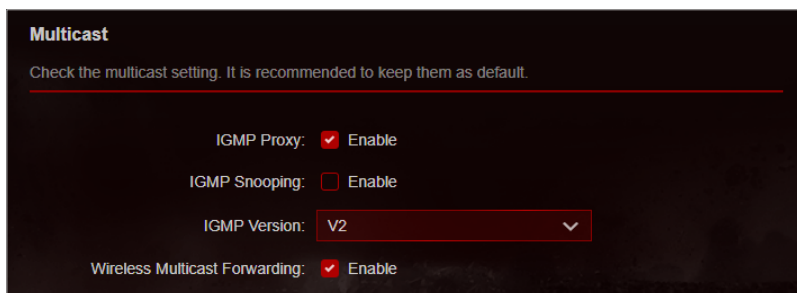 Multicast
Check the multicast setting. It is recommended to keep them as default.
IGMP Proxy: Enable
IGMP Snooping: Enable
IGMP Version: V2
Wireless Multicast Forwarding: Enable